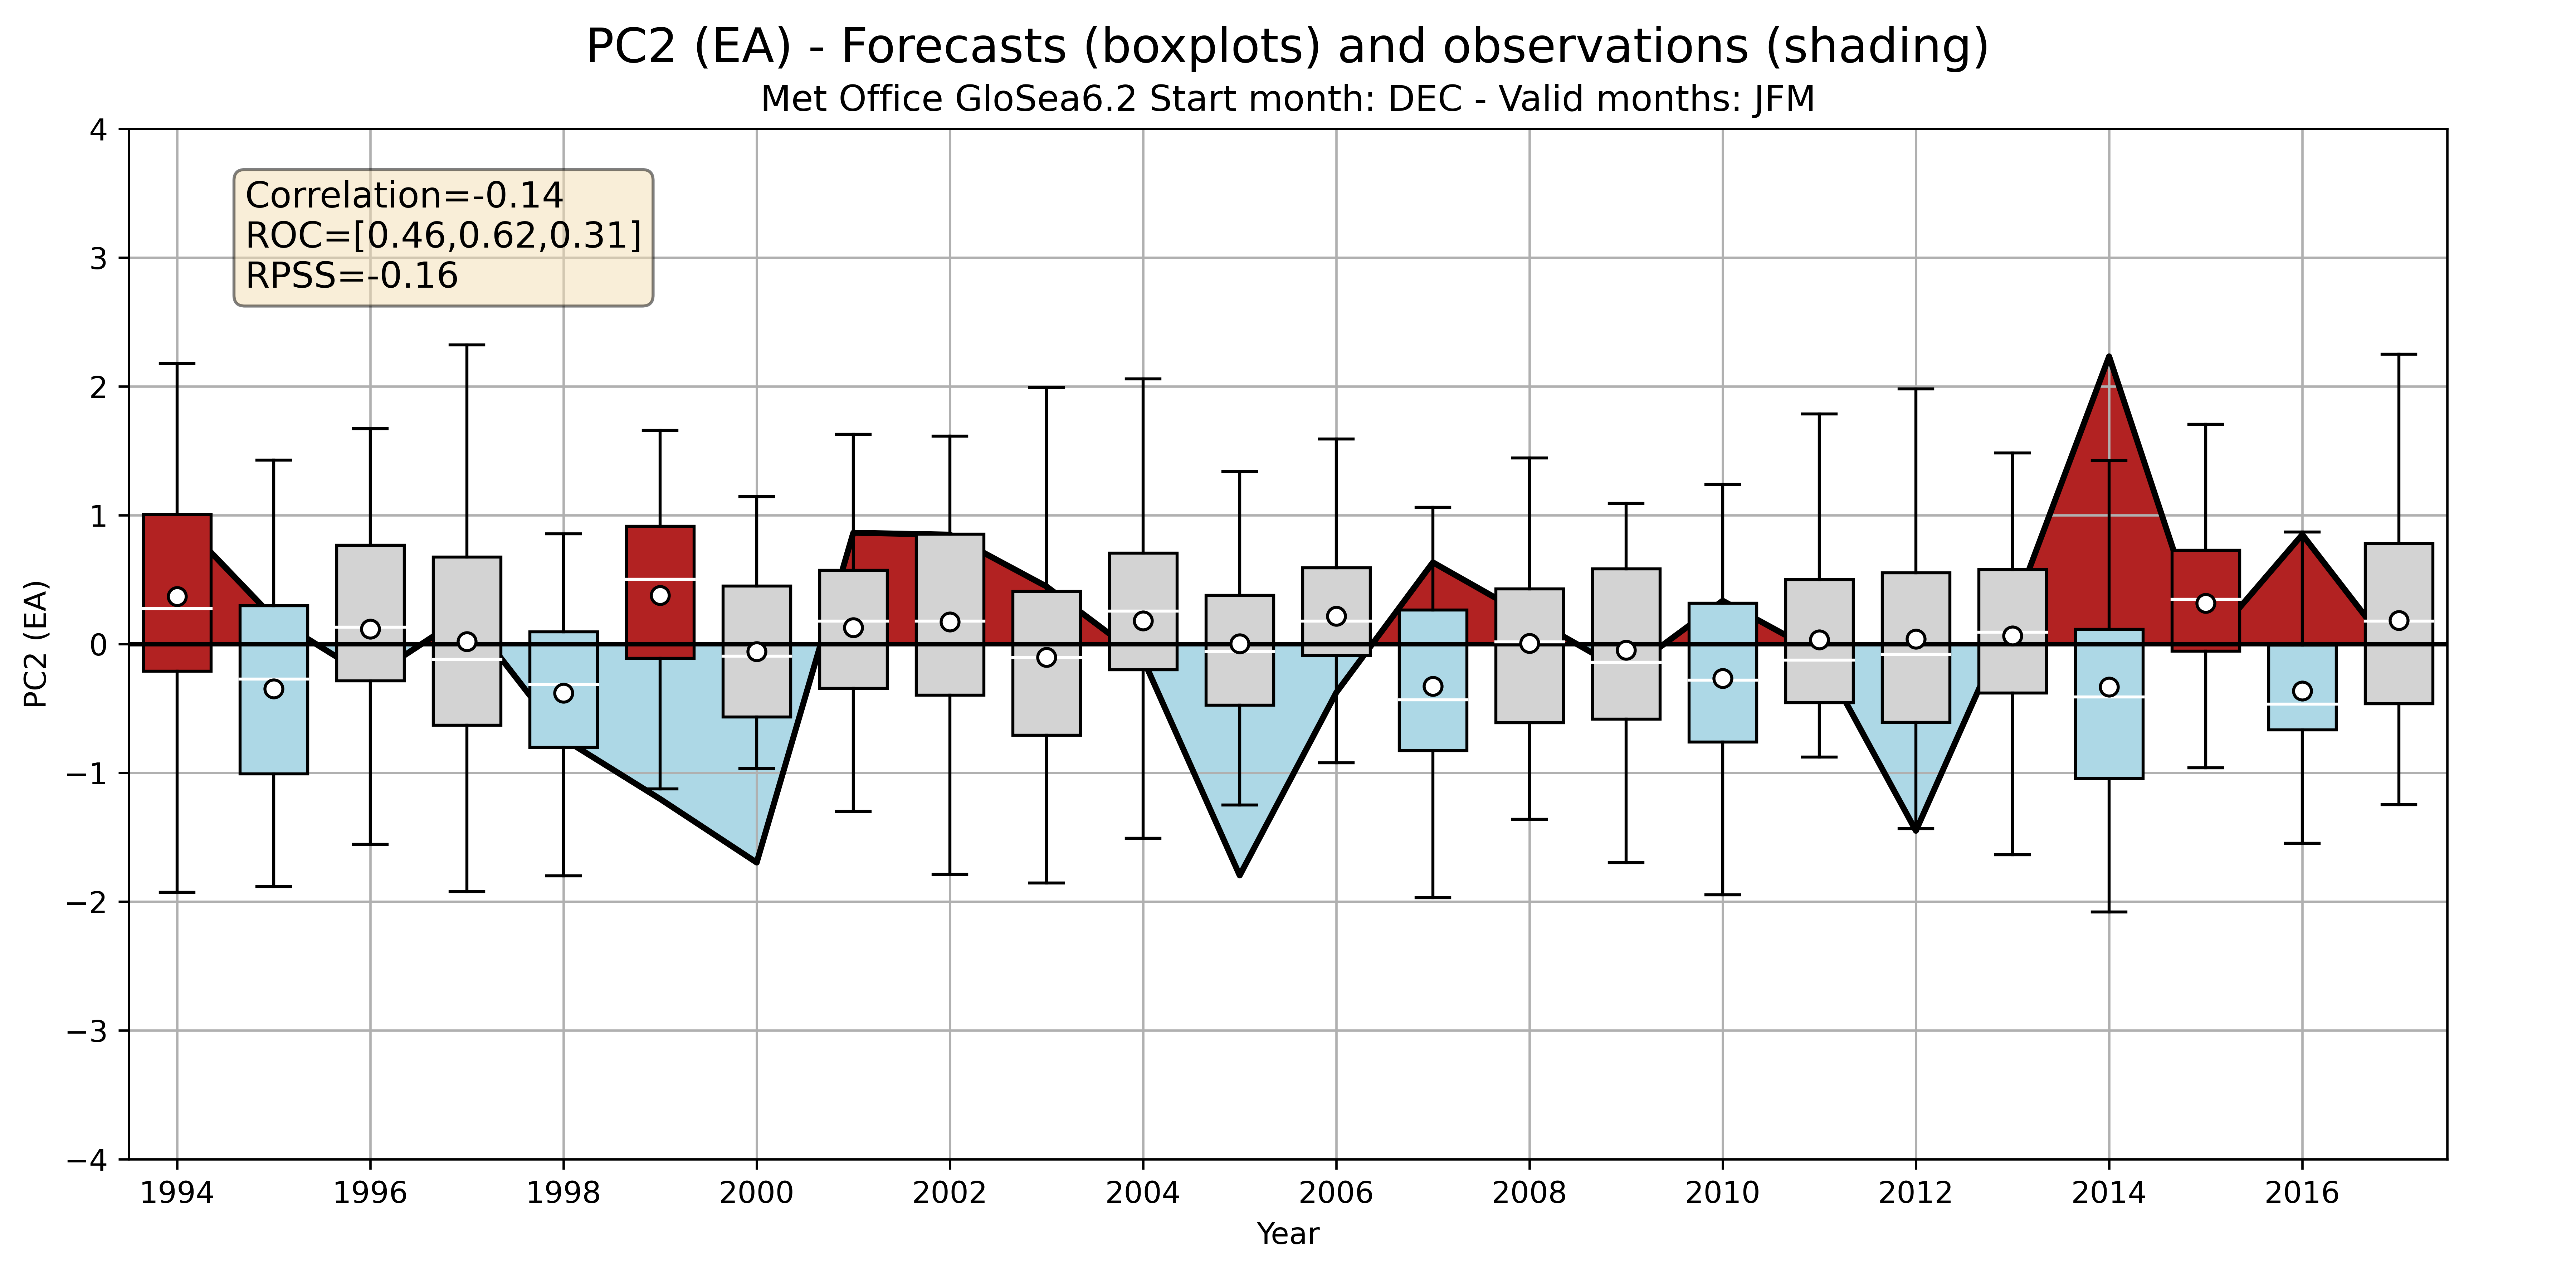 PC2 (EA) - Forecasts (boxplots) and observations (shading)
Met Office GloSea6.2 Start month: DEC - Valid months: JFM
Correlation=-0.14
ROC=[0.46,0.62,0.31]
RPSS=-0.16
PC2 (EA)
4
3
2
1
0
−1
−2
−3
−4
1994 1996 1998 2000 2002 2004 2006 2008 2010 2012 2014 2016
Year